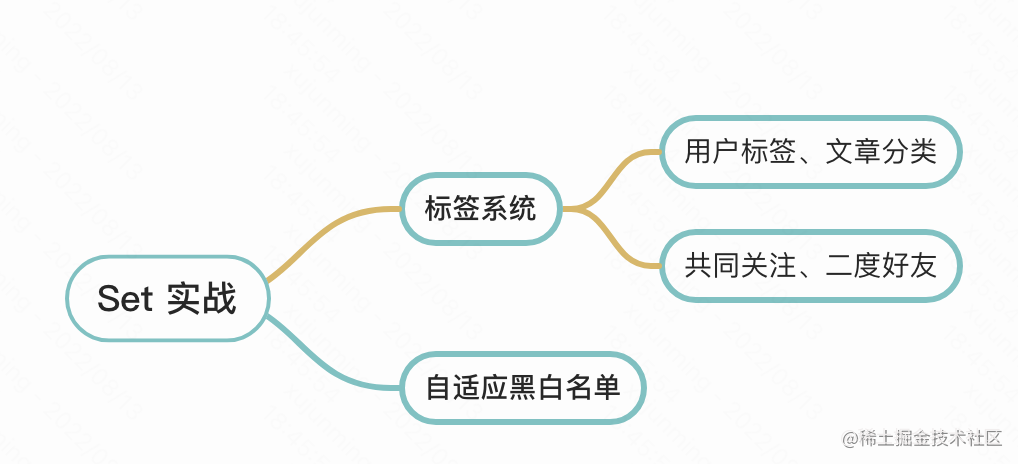 用户标签、文章分类
标签系统
共同关注、二度好友
Set 实战
自适应黑白名单
@稀土掘金技术社区